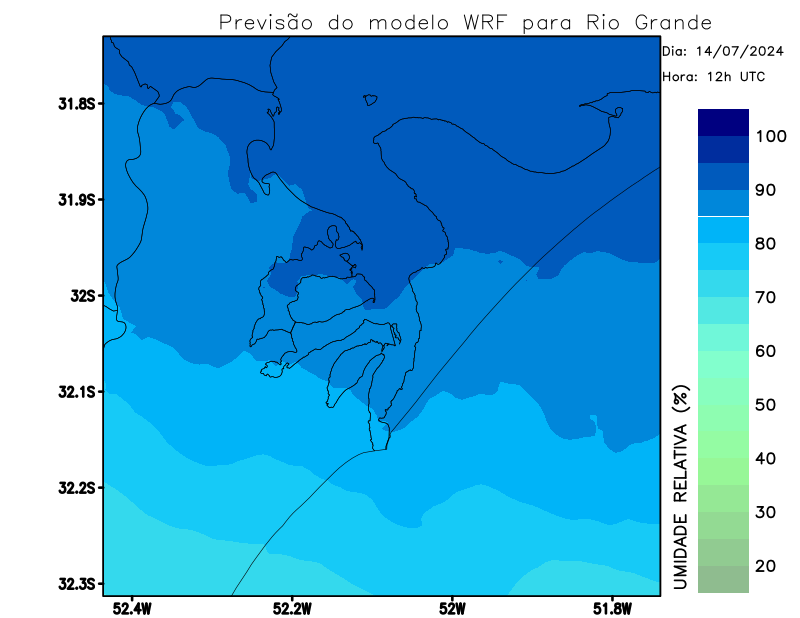 Previsão do modelo WRF para Rio Grande
Dia: 14/07/2024
Hora: 12h UTC
31.8S
31.9S
32S
32.1S
32.2S
32.3S
52.4W
52.2W
52W
51.8W
100
90
80
70
60
50
40
30
20
UMIDADE RELATIVA (%)